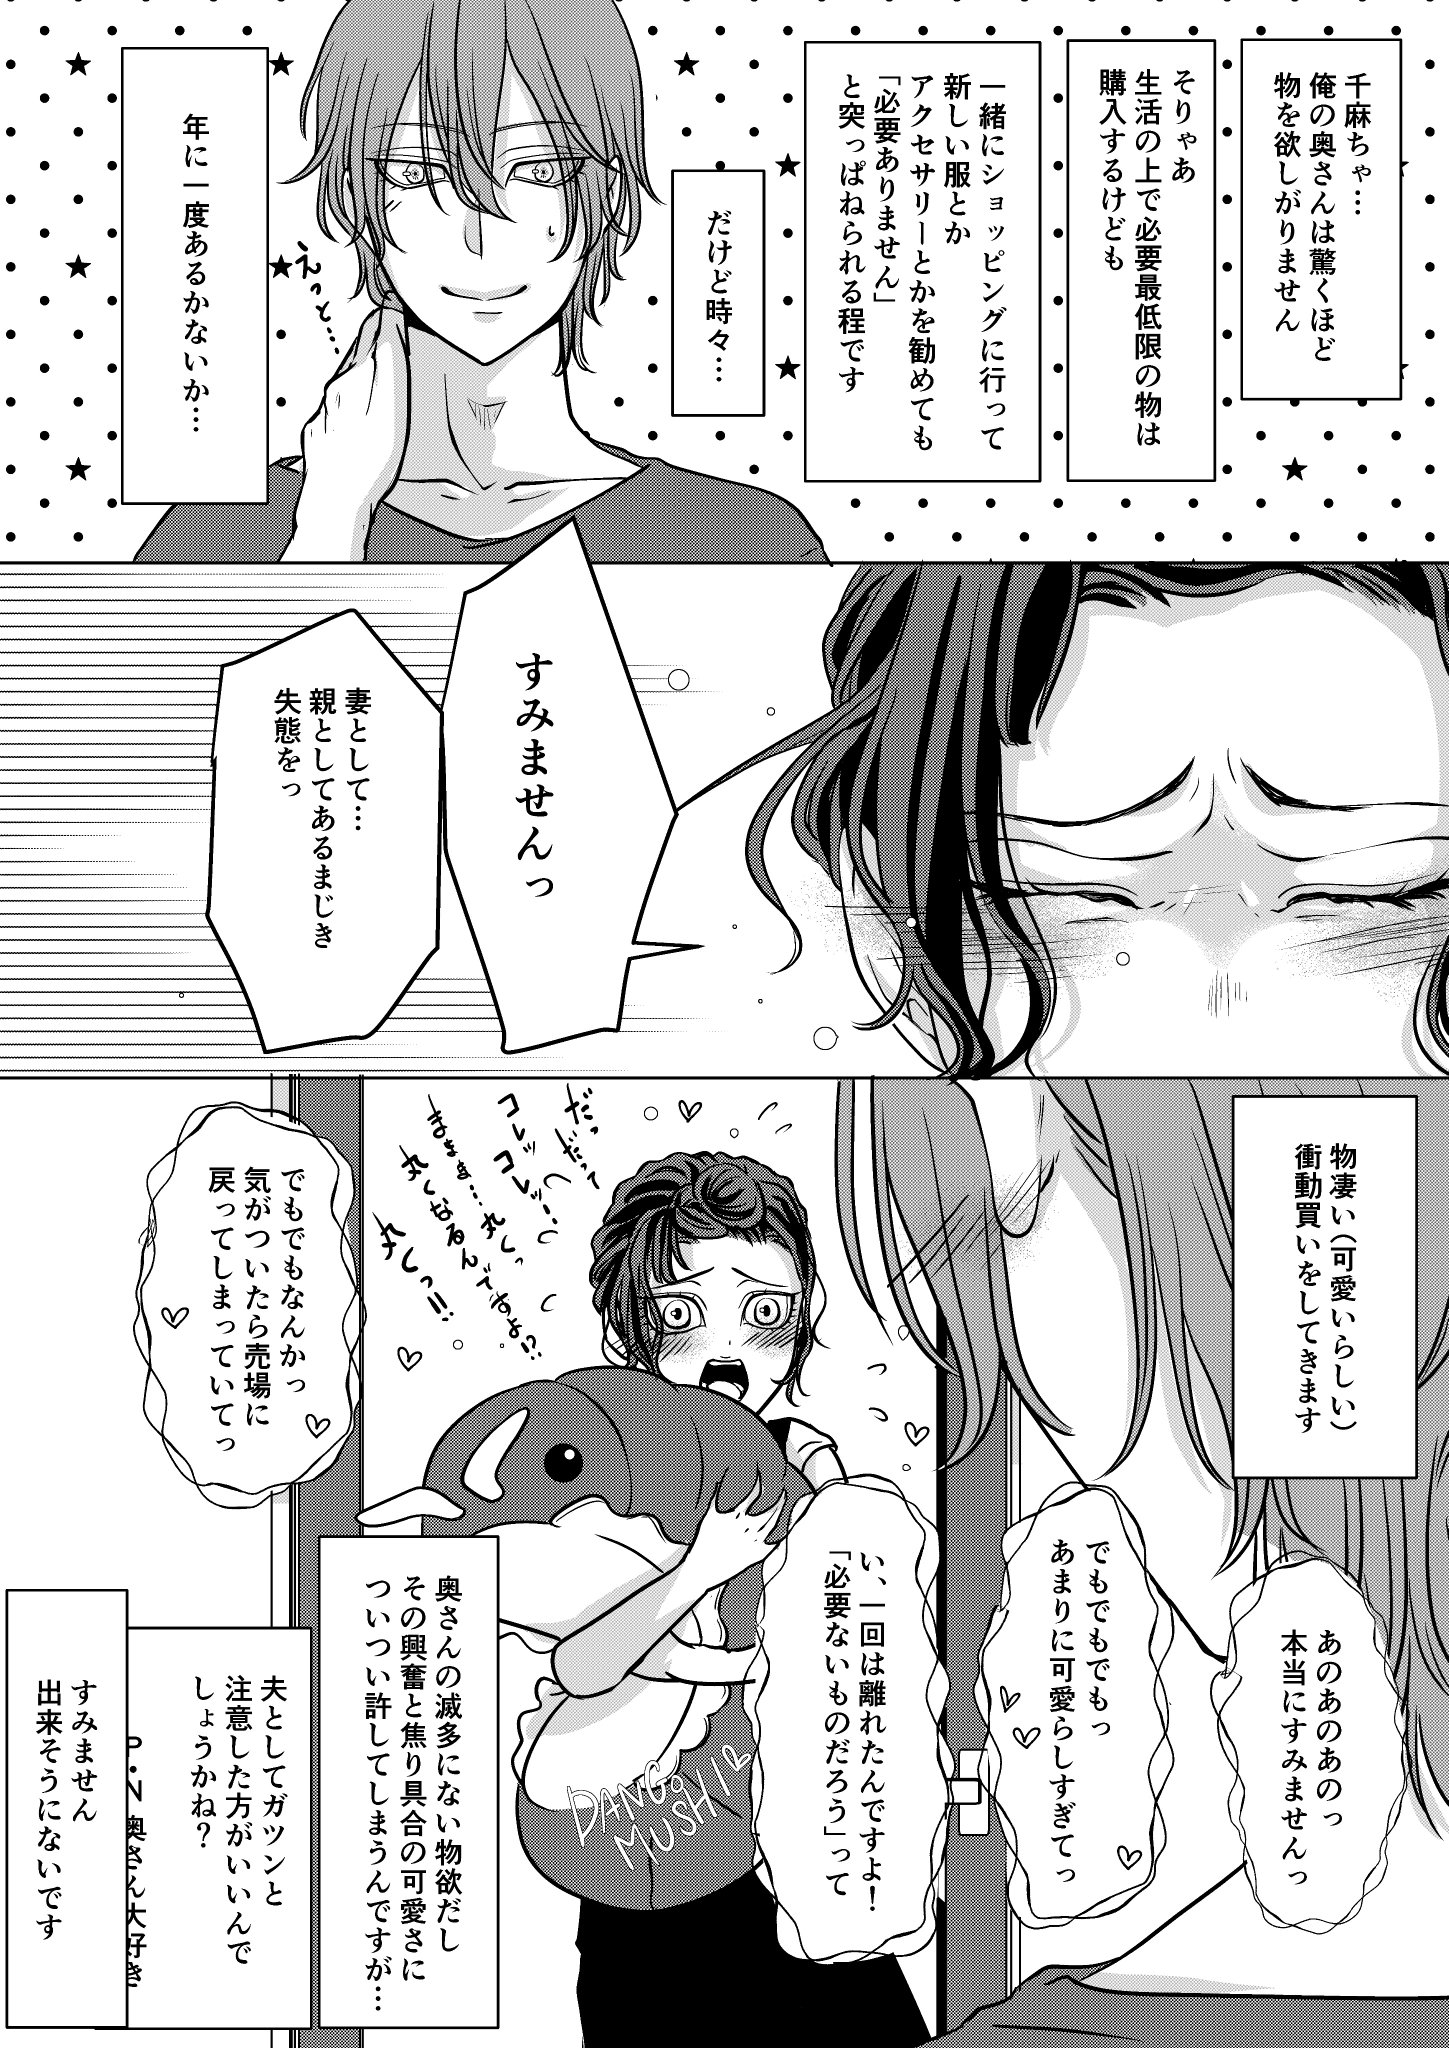 千麻ちゃ…
俺の奥さんは驚くほど
物を欲しがりません
そりゃあ
生活の上で必要最低限の物は
購入するけども
一緒にショッピングに行って
新しい服とか
アクセサリーとかを勧めても
「必要ありません」
と突っぱねられる程です
だけど時々…
えっと…
年に一度あるかないか…
すみませんっ
妻として…
親としてあるまじき
失態をっ
物凄い(可愛いらしい)
衝動買いをしてきます
あのあのあのっ
本当にすみませんっ
でもでもでもっ
あまりに可愛らしすぎてっ
い、一回は離れたんですよ！
「必要ないものだろう」って
だっだって
コレッコレッ…
まままぁ…丸くっ
丸くなるんですよ!?
丸くっ!!
でもでもなんかっ
気がついたら売場に
戻ってしまっていてっ
DANGO
MUSHI♡
奥さんの滅多にない物欲だし
その興奮と焦り具合の可愛さに
ついつい許してしまうんですが…
夫としてガツンと
注意した方がいいんで
しょうかね？
P.N 奥さん大好き
すみません
出来そうにないです